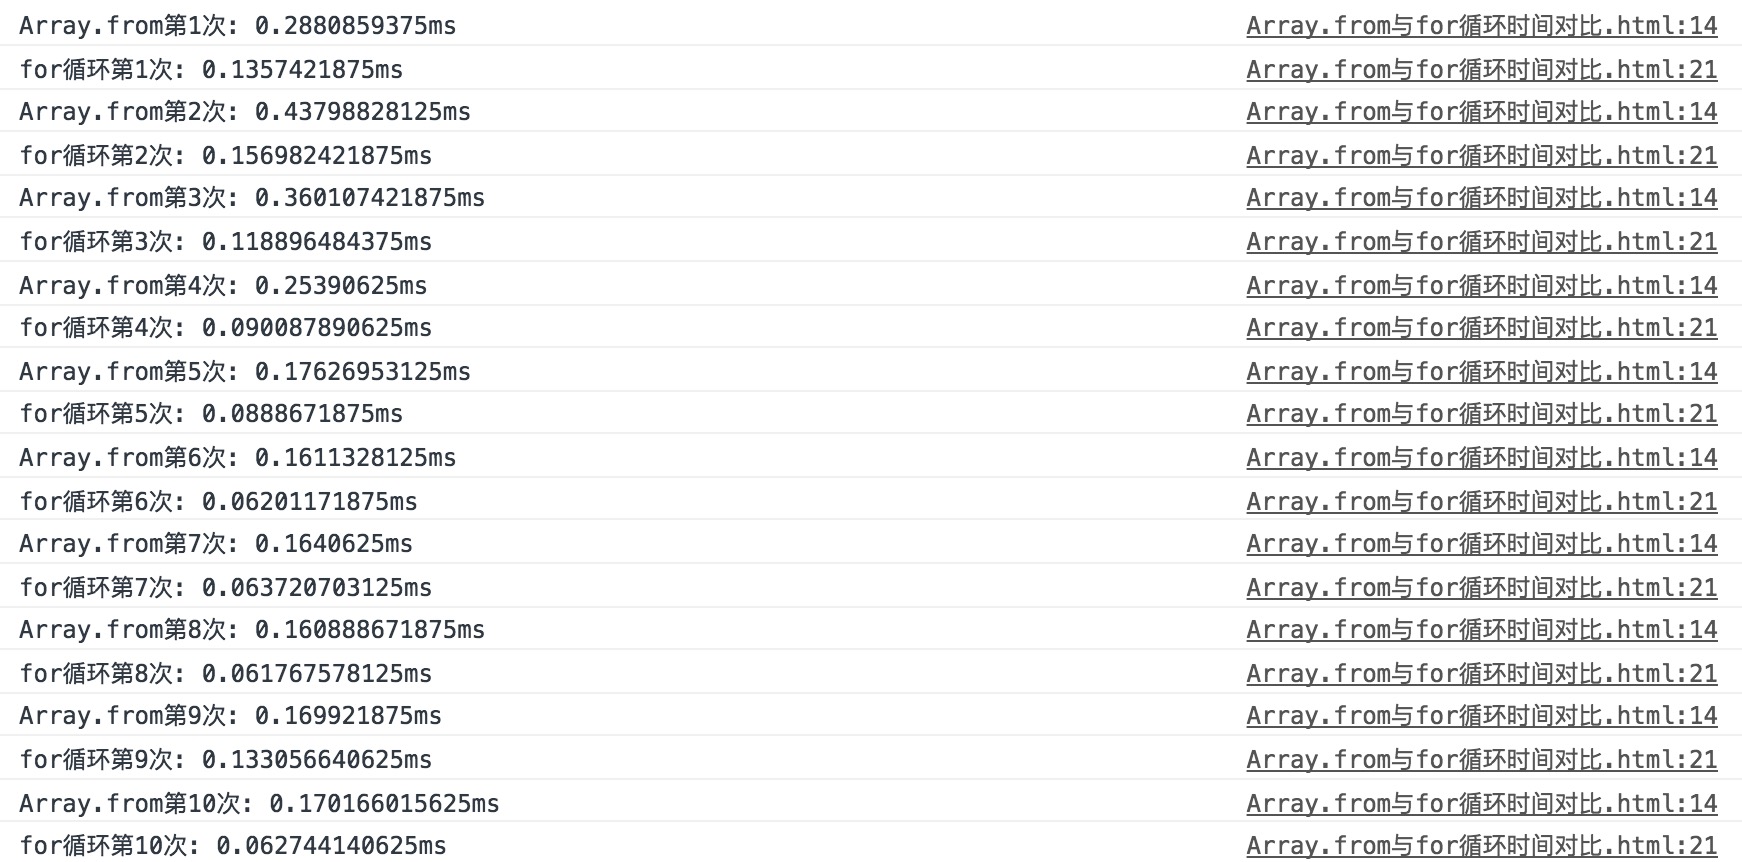 Array.from第1次: 0.2880859375ms Array.from与for循环时间对比.html:14
for循环第1次: 0.1357421875ms Array.from与for循环时间对比.html:21
Array.from第2次: 0.43798828125ms Array.from与for循环时间对比.html:14
for循环第2次: 0.156982421875ms Array.from与for循环时间对比.html:21
Array.from第3次: 0.360107421875ms Array.from与for循环时间对比.html:14
for循环第3次: 0.118896484375ms Array.from与for循环时间对比.html:21
Array.from第4次: 0.25390625ms Array.from与for循环时间对比.html:14
for循环第4次: 0.090087890625ms Array.from与for循环时间对比.html:21
Array.from第5次: 0.17626953125ms Array.from与for循环时间对比.html:14
for循环第5次: 0.0888671875ms Array.from与for循环时间对比.html:21
Array.from第6次: 0.1611328125ms Array.from与for循环时间对比.html:14
for循环第6次: 0.06201171875ms Array.from与for循环时间对比.html:21
Array.from第7次: 0.1640625ms Array.from与for循环时间对比.html:14
for循环第7次: 0.063720703125ms Array.from与for循环时间对比.html:21
Array.from第8次: 0.160888671875ms Array.from与for循环时间对比.html:14
for循环第8次: 0.061767578125ms Array.from与for循环时间对比.html:21
Array.from第9次: 0.169921875ms Array.from与for循环时间对比.html:14
for循环第9次: 0.133056640625ms Array.from与for循环时间对比.html:21
Array.from第10次: 0.170166015625ms Array.from与for循环时间对比.html:14
for循环第10次: 0.062744140625ms Array.from与for循环时间对比.html:21